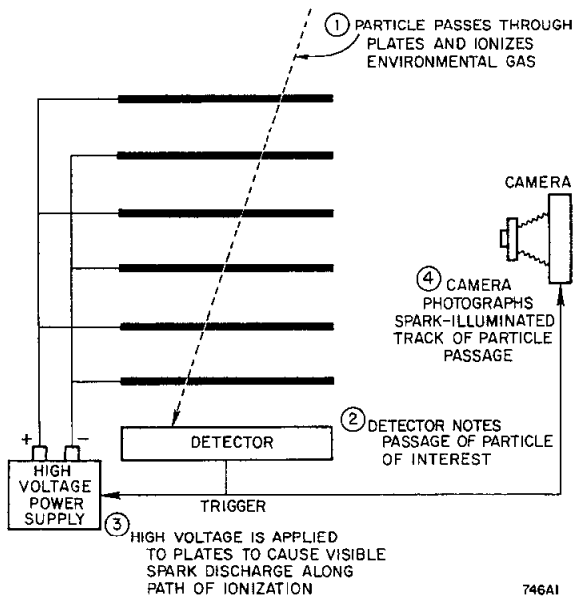 ① PARTICLE PASSES THROUGH
PLATES AND IONIZES
ENVIRONMENTAL GAS
CAMERA
④ CAMERA
PHOTOGRAPHS
SPARK-ILLUMINATED
TRACK OF PARTICLE
PASSAGE
+ −
DETECTOR
② DETECTOR NOTES
PASSAGE OF PARTICLE
OF INTEREST
HIGH
VOLTAGE
POWER
SUPPLY
TRIGGER
③ HIGH VOLTAGE IS APPLIED
TO PLATES TO CAUSE VISIBLE
SPARK DISCHARGE ALONG
PATH OF IONIZATION
746A1